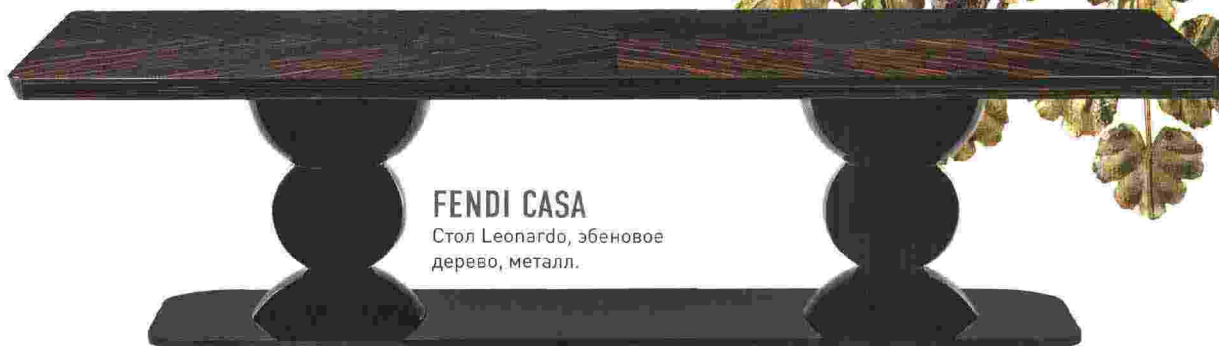 FENDI CASA
Стол Leonardo, эбеновое
дерево, металл.